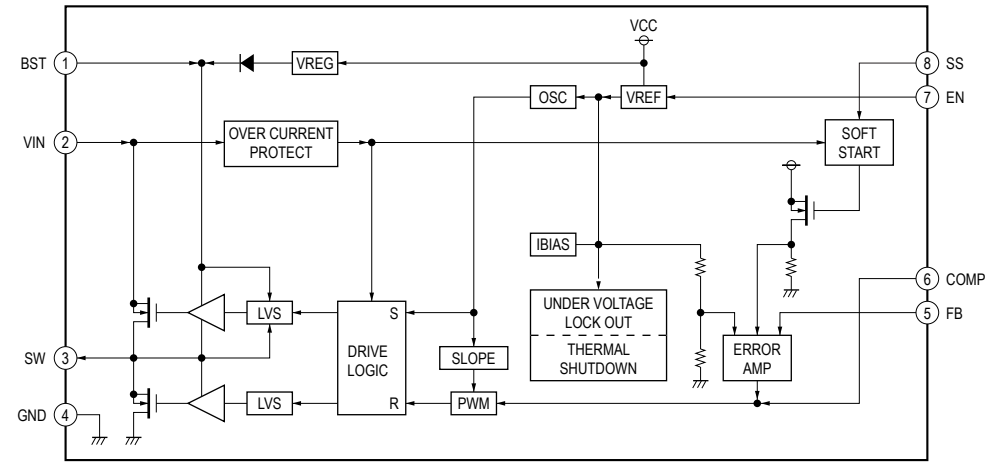 VCC
BST 1
VREG
8 SS
OSC
VREF
7 EN
VIN 2
OVER CURRENT
PROTECT
SOFT
START
IBIAS
6 COMP
UNDER VOLTAGE
LOCK OUT
THERMAL
SHUTDOWN
5 FB
LVS
S
DRIVE
LOGIC
R
SLOPE
ERROR
AMP
SW 3
GND 4
LVS
PWM